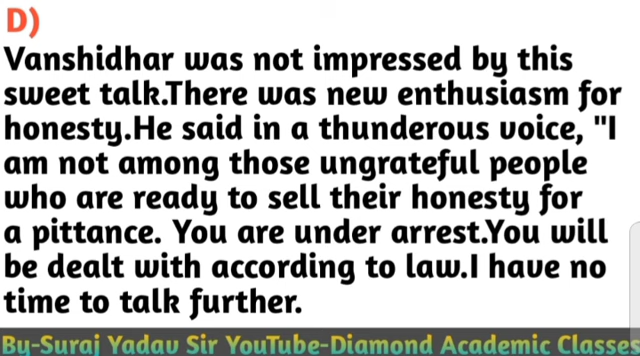 D)
Vanshidhar was not impressed by this
sweet talk.There was new enthusiasm for
honesty.He said in a thunderous voice, "I
am not among those ungrateful people
who are ready to sell their honesty for
a pittance. You are under arrest.You will
be dealt with according to law.I have no
time to talk further.
By-Suraj Yadav Sir YouTube-Diamond Academic Classes